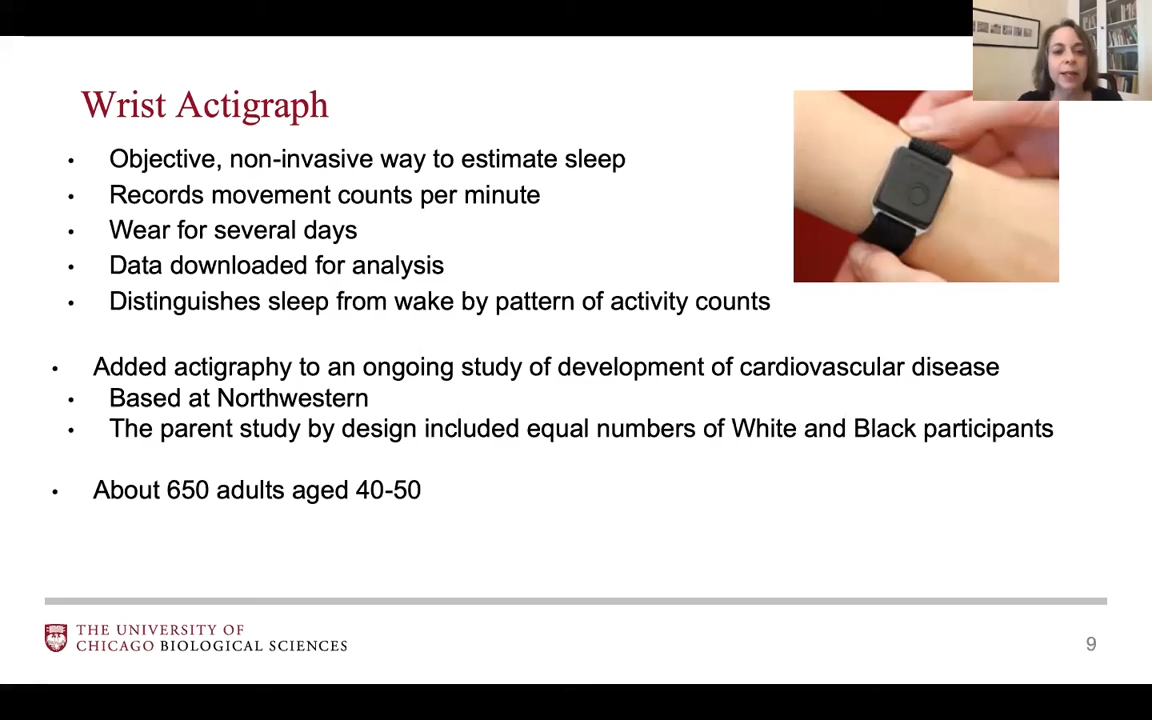 Wrist Actigraph
• Objective, non-invasive way to estimate sleep
• Records movement counts per minute
• Wear for several days
• Data downloaded for analysis
• Distinguishes sleep from wake by pattern of activity counts
• Added actigraphy to an ongoing study of development of cardiovascular disease
• Based at Northwestern
• The parent study by design included equal numbers of White and Black participants
• About 650 adults aged 40-50
THE UNIVERSITY OF
CHICAGO BIOLOGICAL SCIENCES
9